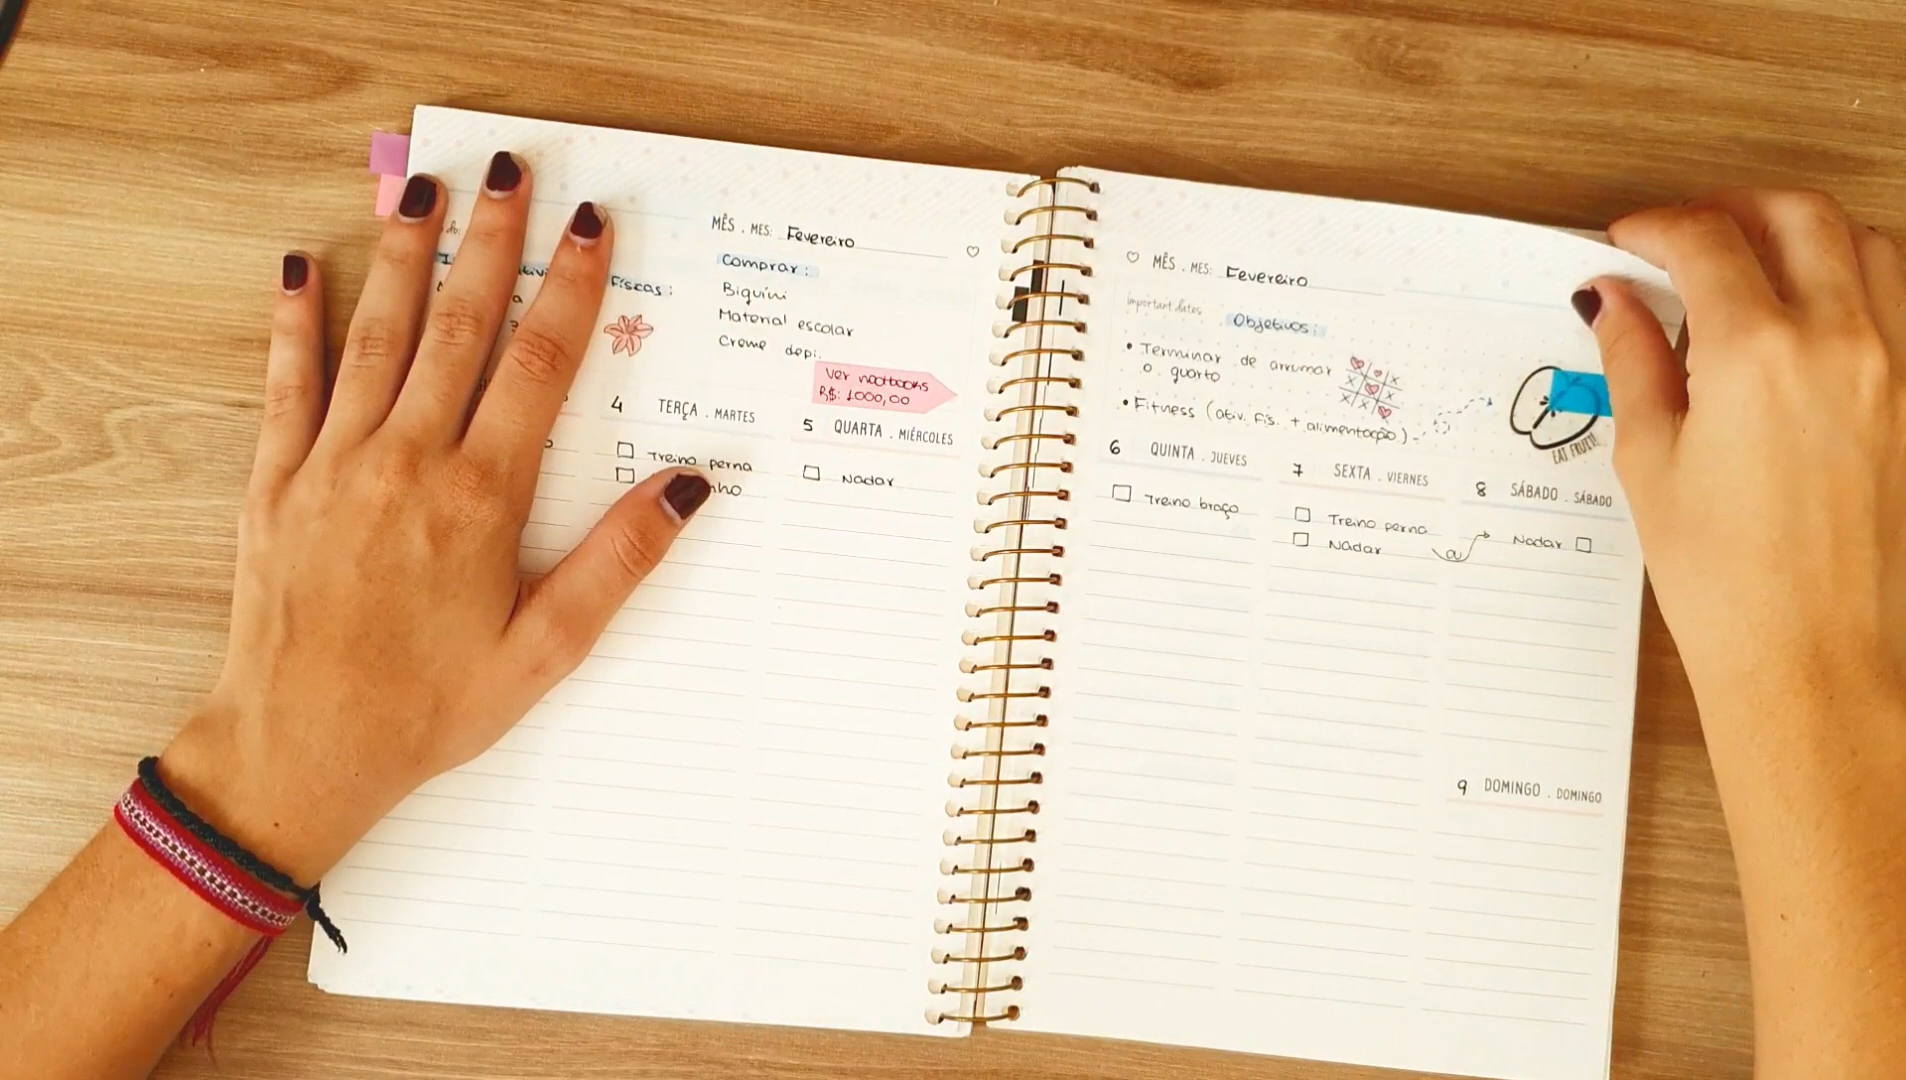 MÊS . MES: Fevereiro
Comprar:
Biquíni
Material escolar
Creme depi.
Ver nootbooks
R$: 1000,00
Físcas:
4 TERÇA . MARTES
Treino perna
5 QUARTA . MIÉRCOLES
Nadar
MÊS . MES: Fevereiro
important dates
Objetivos:
• Terminar de arrumar
o quarto
• Fitness (ativ. fís. + alimentação)
EAT FRUIT!
6 QUINTA . JUEVES
Treino braço
7 SEXTA . VIERNES
Treino perna
Nadar
8 SÁBADO . SÁBADO
Nadar
9 DOMINGO . DOMINGO